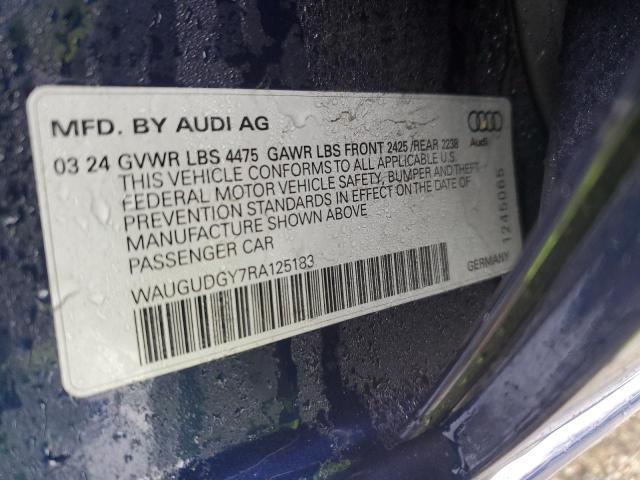 MFD. BY AUDI AG
Audi
03 24 GVWR LBS 4475 GAWR LBS FRONT 2425 /REAR 2238
THIS VEHICLE CONFORMS TO ALL APPLICABLE U.S.
FEDERAL MOTOR VEHICLE SAFETY, BUMPER AND THEFT-
PREVENTION STANDARDS IN EFFECT ON THE DATE OF
MANUFACTURE SHOWN ABOVE
PASSENGER CAR
WAUGUDGY7RA125183
GERMANY
1245065